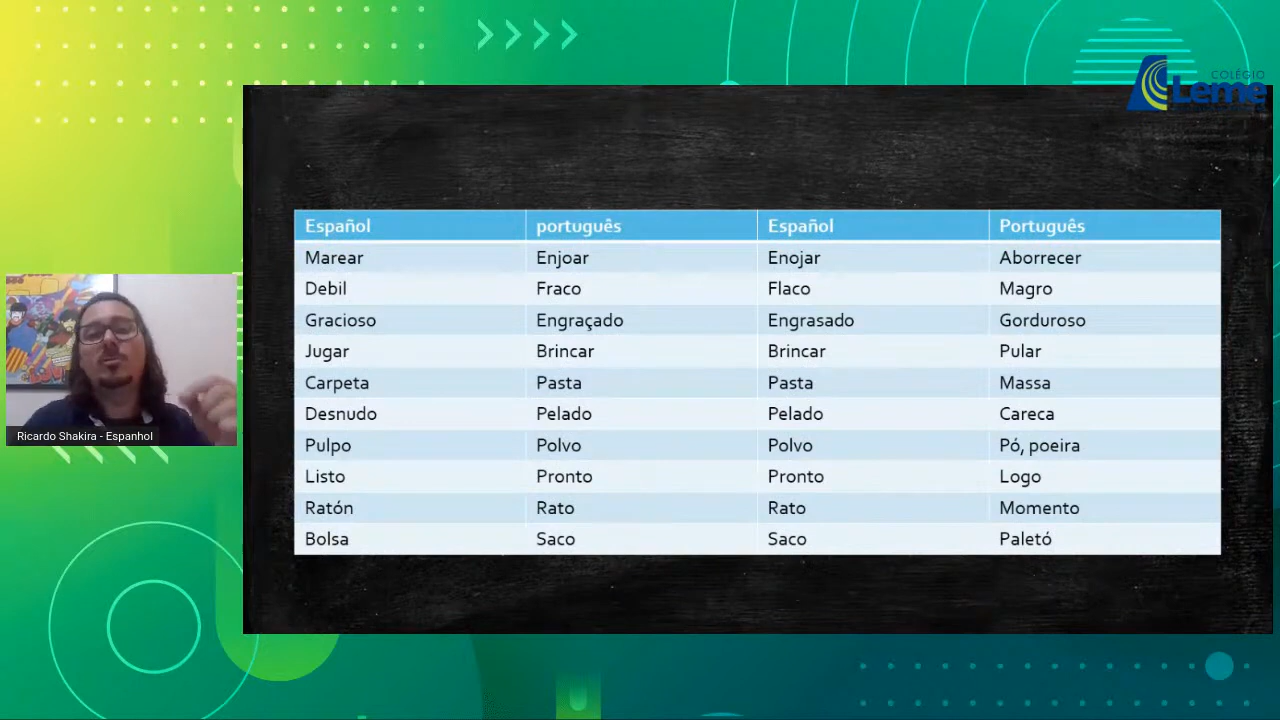 COLÉGIO
Leme
Español português Español Português
Marear Enjoar Enojar Aborrecer
Debil Fraco Flaco Magro
Gracioso Engraçado Engrasado Gorduroso
Jugar Brincar Brincar Pular
Carpeta Pasta Pasta Massa
Desnudo Pelado Pelado Careca
Pulpo Polvo Polvo Pó, poeira
Listo Pronto Pronto Logo
Ratón Rato Rato Momento
Bolsa Saco Saco Paletó
Ricardo Shakira - Espanhol